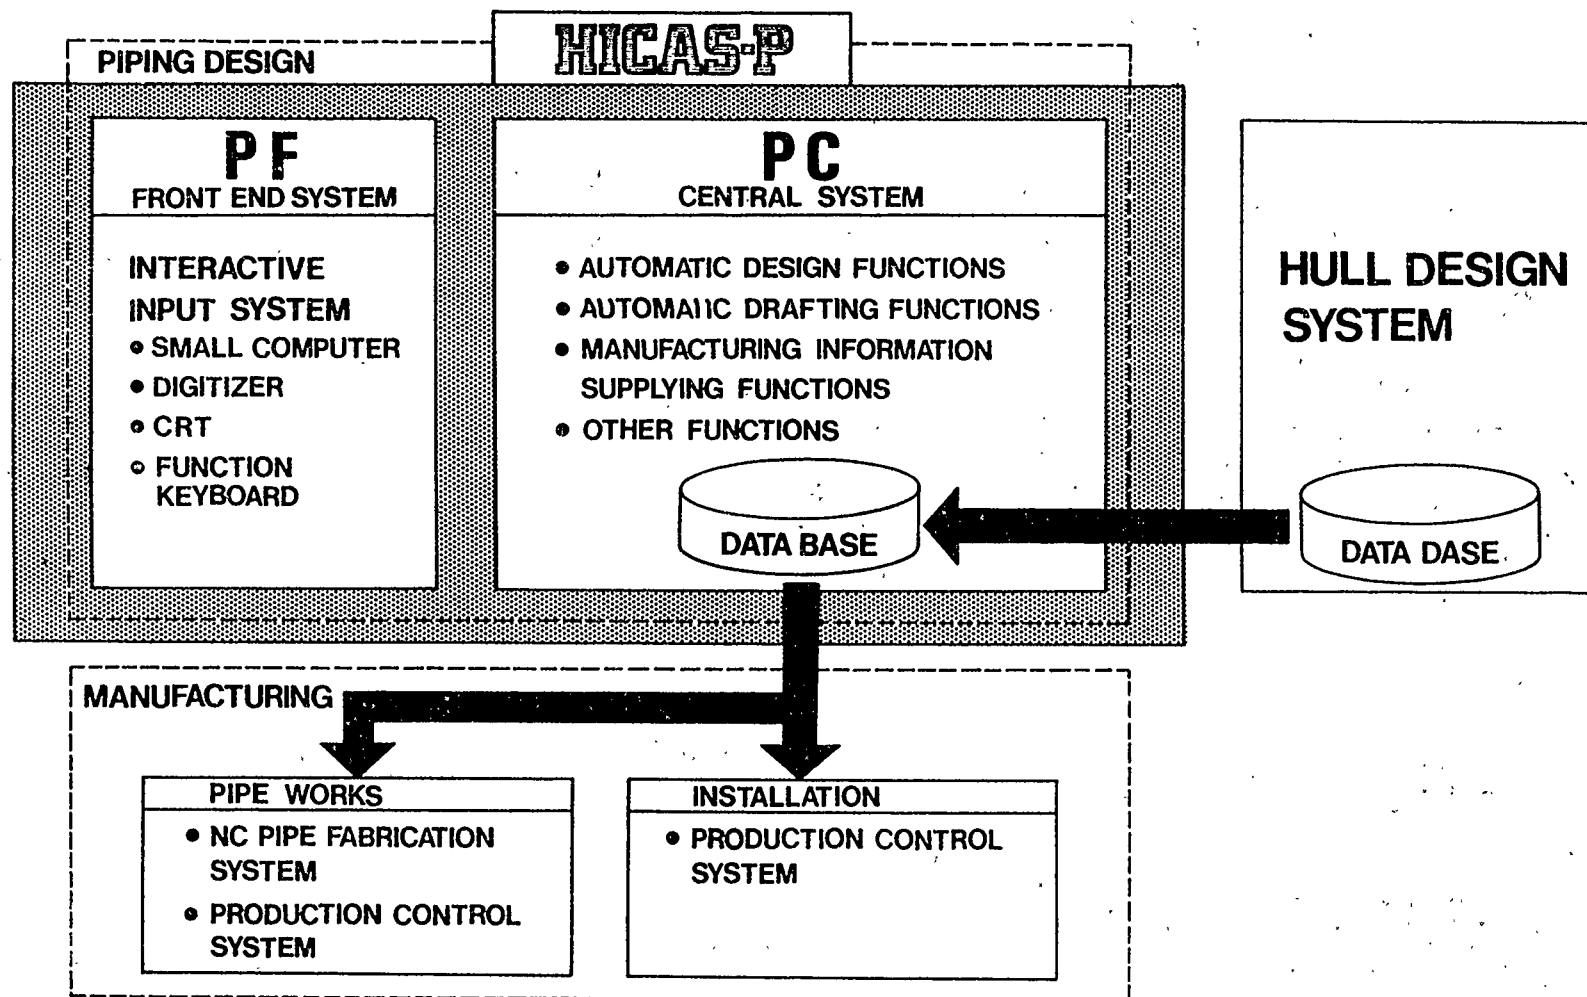 HICAS-P
PIPING DESIGN
PF
FRONT END SYSTEM
INTERACTIVE
INPUT SYSTEM
• SMALL COMPUTER
• DIGITIZER
• CRT
• FUNCTION
KEYBOARD
PC
CENTRAL SYSTEM
• AUTOMATIC DESIGN FUNCTIONS
• AUTOMATIC DRAFTING FUNCTIONS
• MANUFACTURING INFORMATION
SUPPLYING FUNCTIONS
• OTHER FUNCTIONS
DATA BASE
HULL DESIGN
SYSTEM
DATA DASE
MANUFACTURING
PIPE WORKS
• NC PIPE FABRICATION
SYSTEM
• PRODUCTION CONTROL
SYSTEM
INSTALLATION
• PRODUCTION CONTROL
SYSTEM